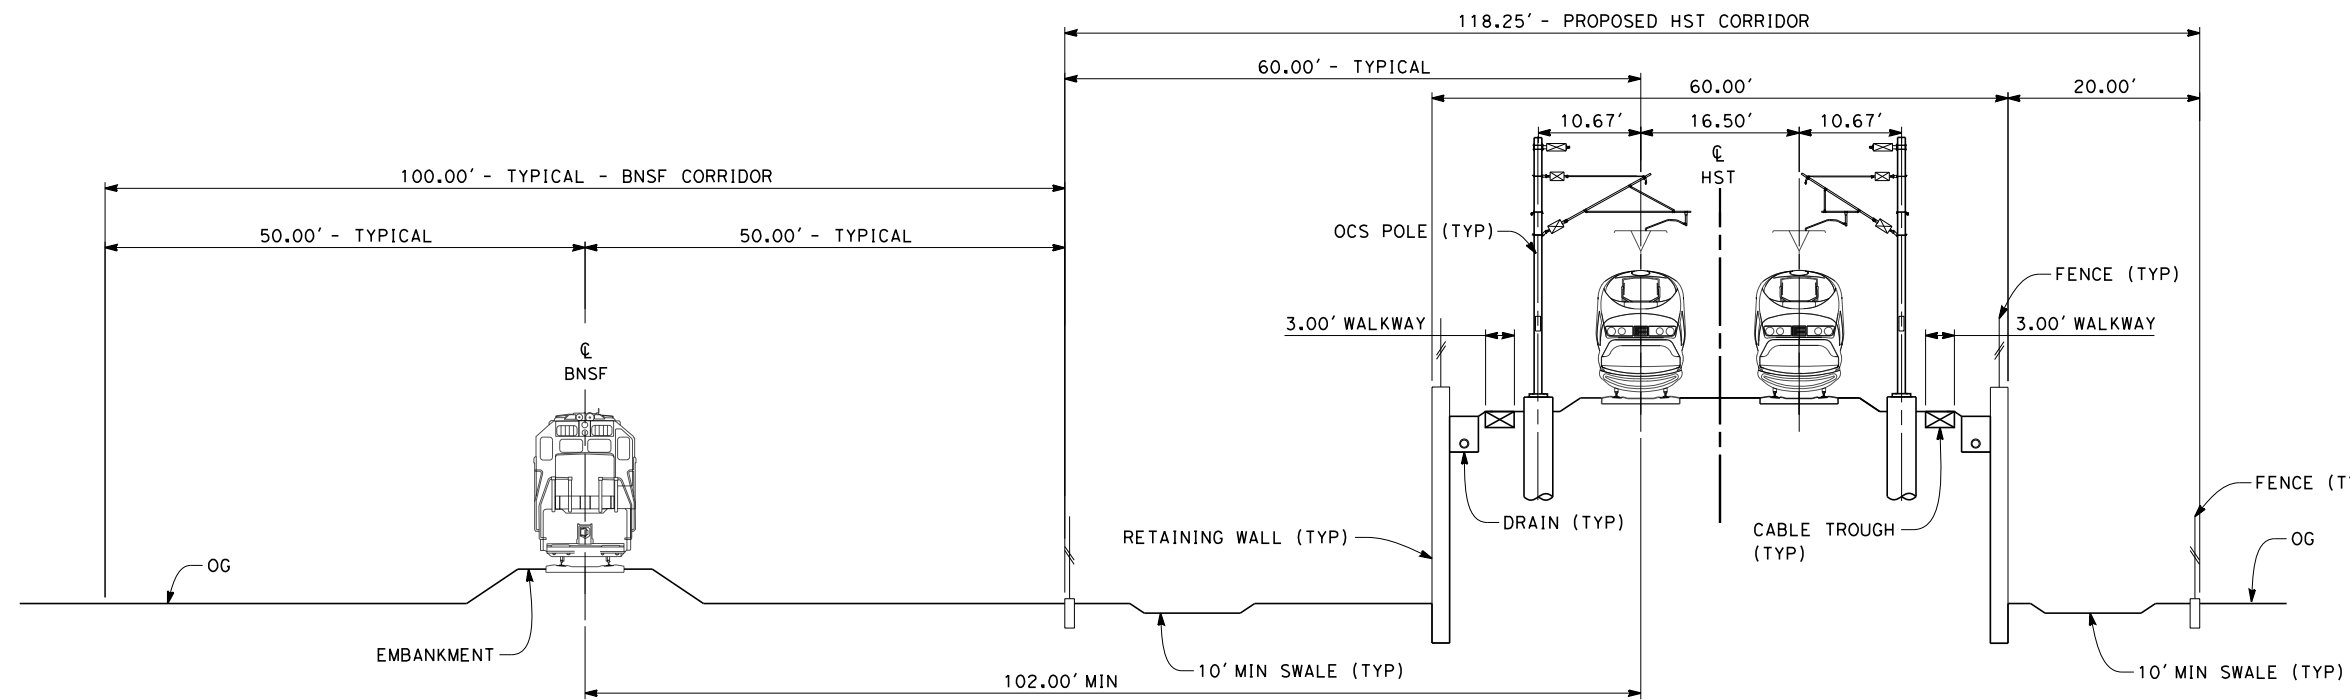 118.25' - PROPOSED HST CORRIDOR
60.00' - TYPICAL
60.00'
20.00'
10.67'
16.50'
10.67'
℄
HST
100.00' - TYPICAL - BNSF CORRIDOR
50.00' - TYPICAL
50.00' - TYPICAL
OCS POLE (TYP)
FENCE (TYP)
3.00' WALKWAY
3.00' WALKWAY
℄
BNSF
FENCE (T
DRAIN (TYP)
CABLE TROUGH
(TYP)
RETAINING WALL (TYP)
OG
OG
EMBANKMENT
10' MIN SWALE (TYP)
10' MIN SWALE (TYP)
102.00' MIN